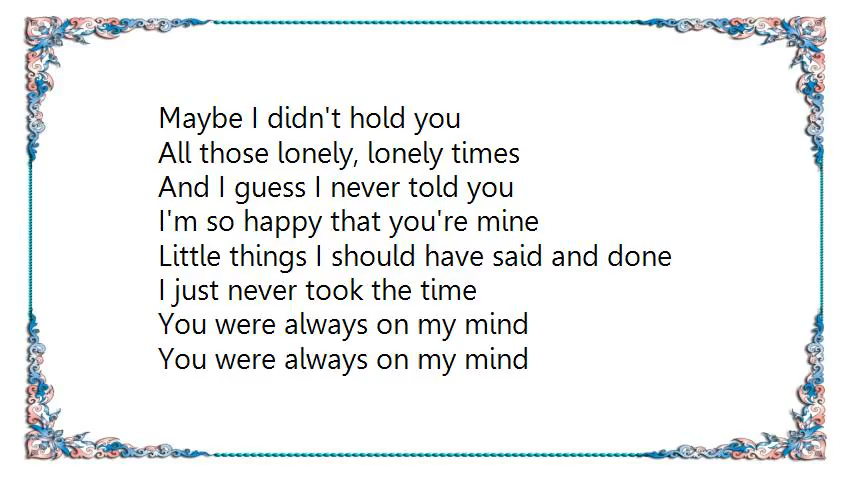 Maybe I didn't hold you
All those lonely, lonely times
And I guess I never told you
I'm so happy that you're mine
Little things I should have said and done
I just never took the time
You were always on my mind
You were always on my mind